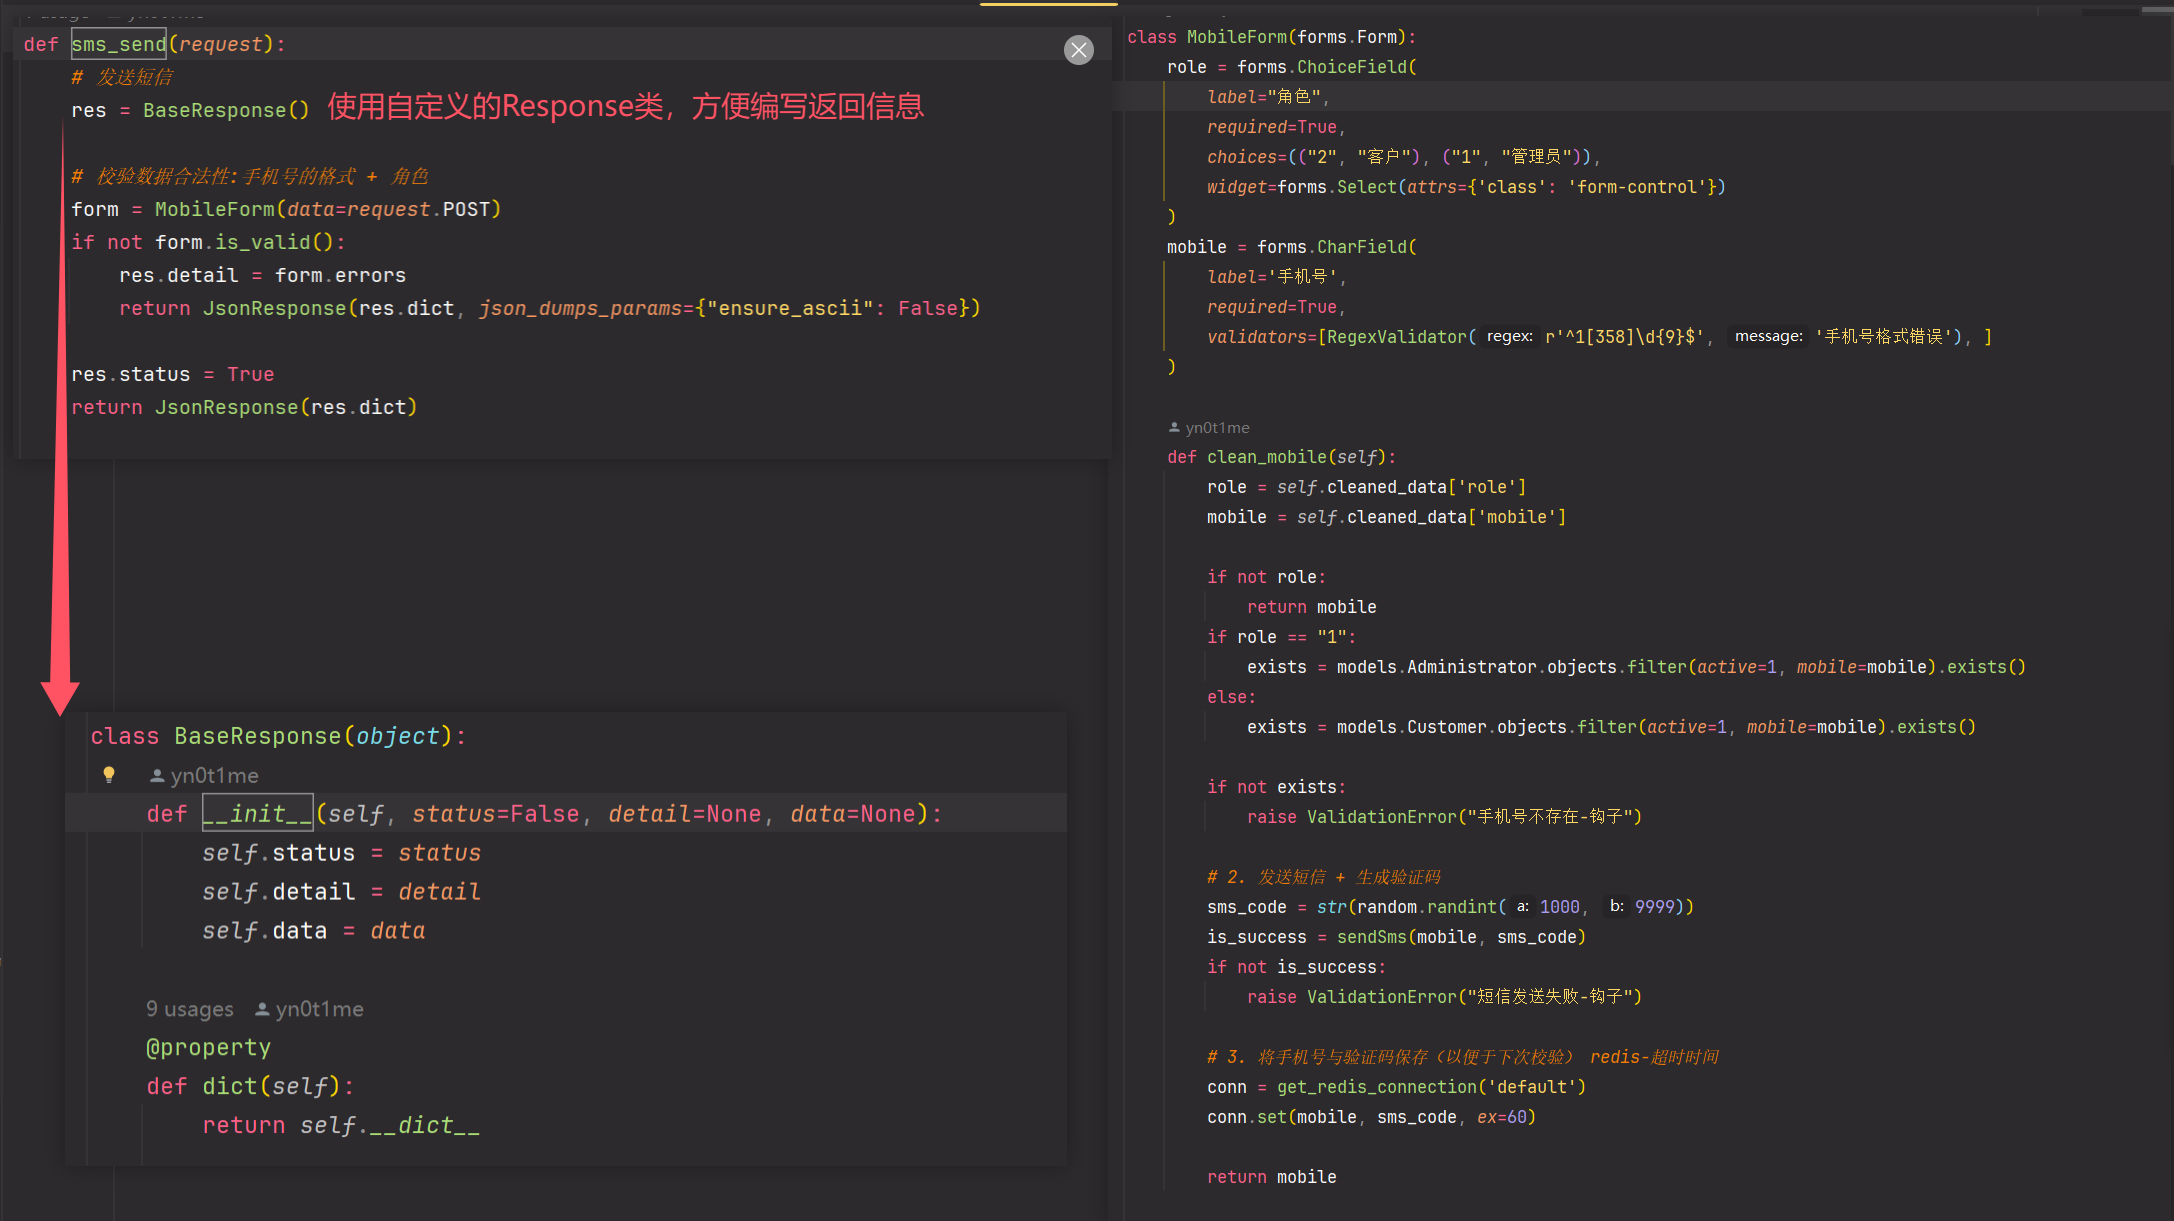 def sms_send(request):
# 发送短信
res = BaseResponse() 使用自定义的Response类，方便编写返回信息
# 校验数据合法性:手机号的格式 + 角色
form = MobileForm(data=request.POST)
if not form.is_valid():
res.detail = form.errors
return JsonResponse(res.dict, json_dumps_params={"ensure_ascii": False})
res.status = True
return JsonResponse(res.dict)
class BaseResponse(object):
yn0t1me
def __init__(self, status=False, detail=None, data=None):
self.status = status
self.detail = detail
self.data = data
9 usages yn0t1me
@property
def dict(self):
return self.__dict__
class MobileForm(forms.Form):
role = forms.ChoiceField(
label="角色",
required=True,
choices=(("2", "客户"), ("1", "管理员")),
widget=forms.Select(attrs={'class': 'form-control'})
)
mobile = forms.CharField(
label='手机号',
required=True,
validators=[RegexValidator( regex: r'^1[358]\d{9}$', message: '手机号格式错误'), ]
)
yn0t1me
def clean_mobile(self):
role = self.cleaned_data['role']
mobile = self.cleaned_data['mobile']
if not role:
return mobile
if role == "1":
exists = models.Administrator.objects.filter(active=1, mobile=mobile).exists()
else:
exists = models.Customer.objects.filter(active=1, mobile=mobile).exists()
if not exists:
raise ValidationError("手机号不存在-钩子")
# 2. 发送短信 + 生成验证码
sms_code = str(random.randint( a: 1000, b: 9999))
is_success = sendSms(mobile, sms_code)
if not is_success:
raise ValidationError("短信发送失败-钩子")
# 3. 将手机号与验证码保存（以便于下次校验） redis-超时时间
conn = get_redis_connection('default')
conn.set(mobile, sms_code, ex=60)
return mobile